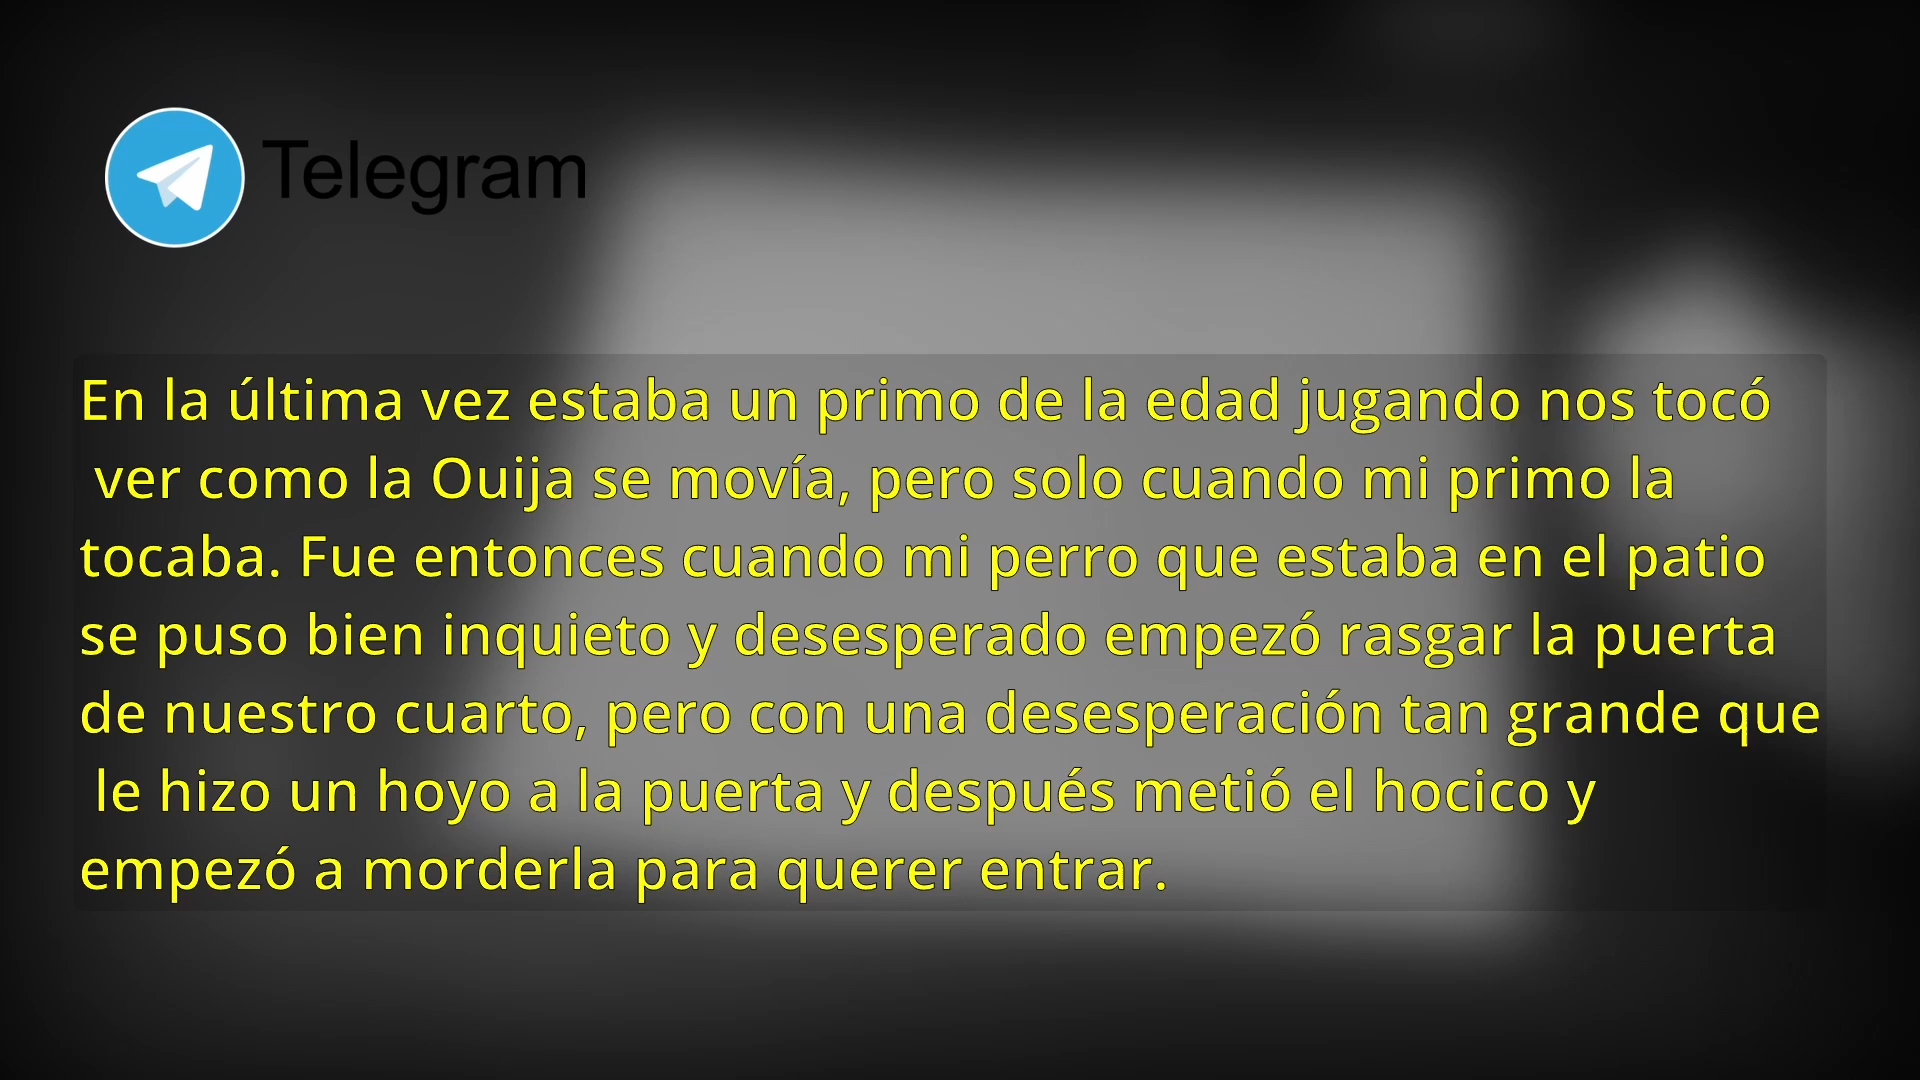 Telegram
En la última vez estaba un primo de la edad jugando nos tocó
ver como la Ouija se movía, pero solo cuando mi primo la
tocaba. Fue entonces cuando mi perro que estaba en el patio
se puso bien inquieto y desesperado empezó rasgar la puerta
de nuestro cuarto, pero con una desesperación tan grande que
le hizo un hoyo a la puerta y después metió el hocico y
empezó a morderla para querer entrar.